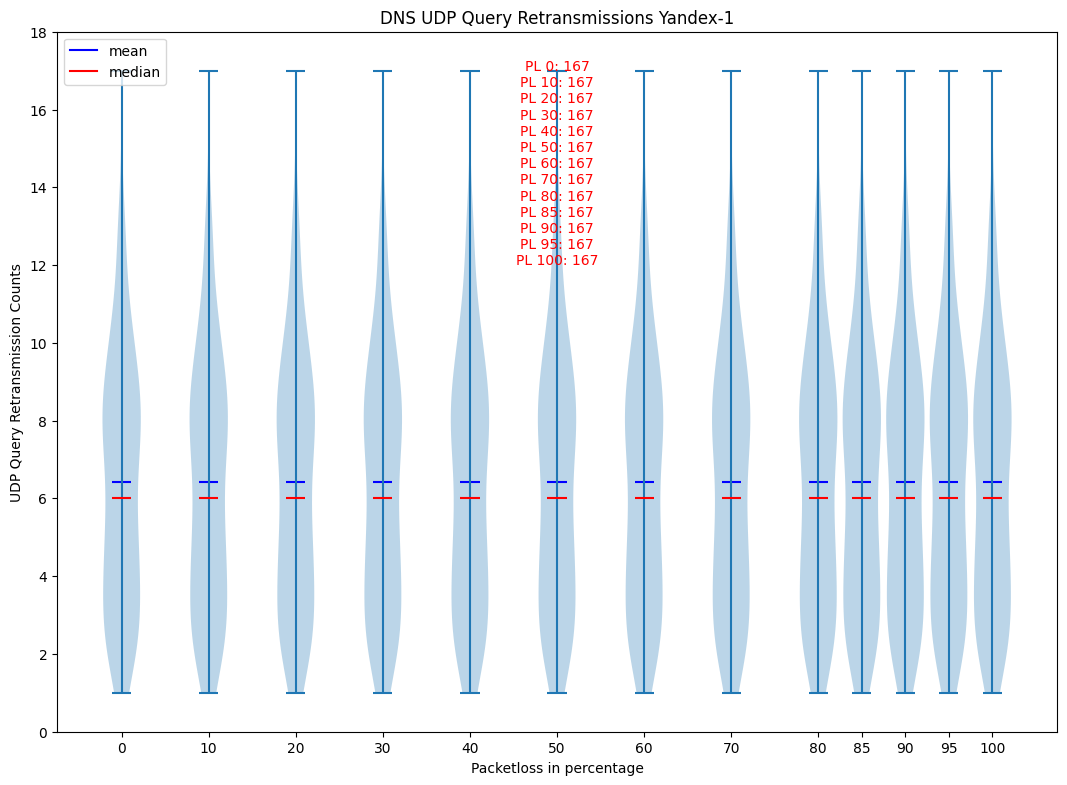 DNS UDP Query Retransmissions Yandex-1
mean
median
PL 0: 167
PL 10: 167
PL 20: 167
PL 30: 167
PL 40: 167
PL 50: 167
PL 60: 167
PL 70: 167
PL 80: 167
PL 85: 167
PL 90: 167
PL 95: 167
PL 100: 167
UDP Query Retransmission Counts
18
16
14
12
10
8
6
4
2
0
0 10 20 30 40 50 60 70 80 85 90 95 100
Packetloss in percentage